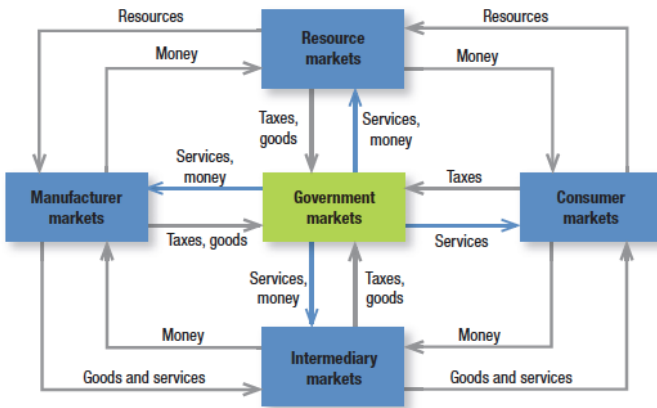 Resources
Resources
Resource
markets
Money
Money
Taxes,
goods
Services,
money
Services,
money
Taxes
Manufacturer
markets
Government
markets
Consumer
markets
Taxes, goods
Services
Services,
money
Taxes,
goods
Money
Money
Intermediary
markets
Goods and services
Goods and services